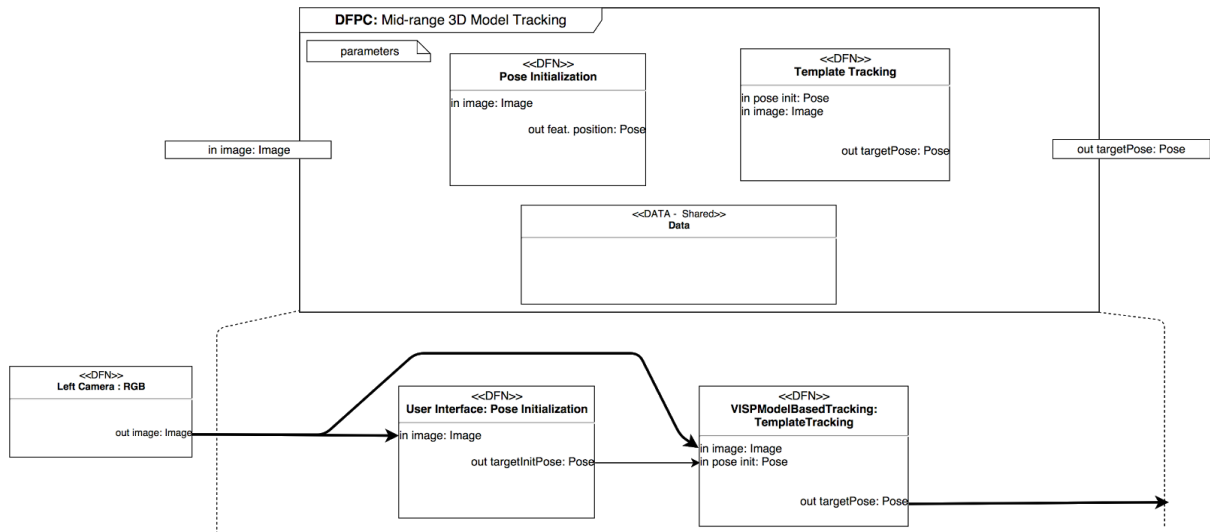 DFPC: Mid-range 3D Model Tracking
parameters
<<DFN>>
Pose Initialization
in image: Image
out feat. position: Pose
<<DFN>>
Template Tracking
in pose init: Pose
in image: Image
out targetPose: Pose
in image: Image
out targetPose: Pose
<<DATA - Shared>>
Data
<<DFN>>
Left Camera : RGB
out image: Image
<<DFN>>
User Interface: Pose Initialization
in image: Image
out targetInitPose: Pose
<<DFN>>
VISPModelBasedTracking:
TemplateTracking
in image: Image
in pose init: Pose
out targetPose: Pose